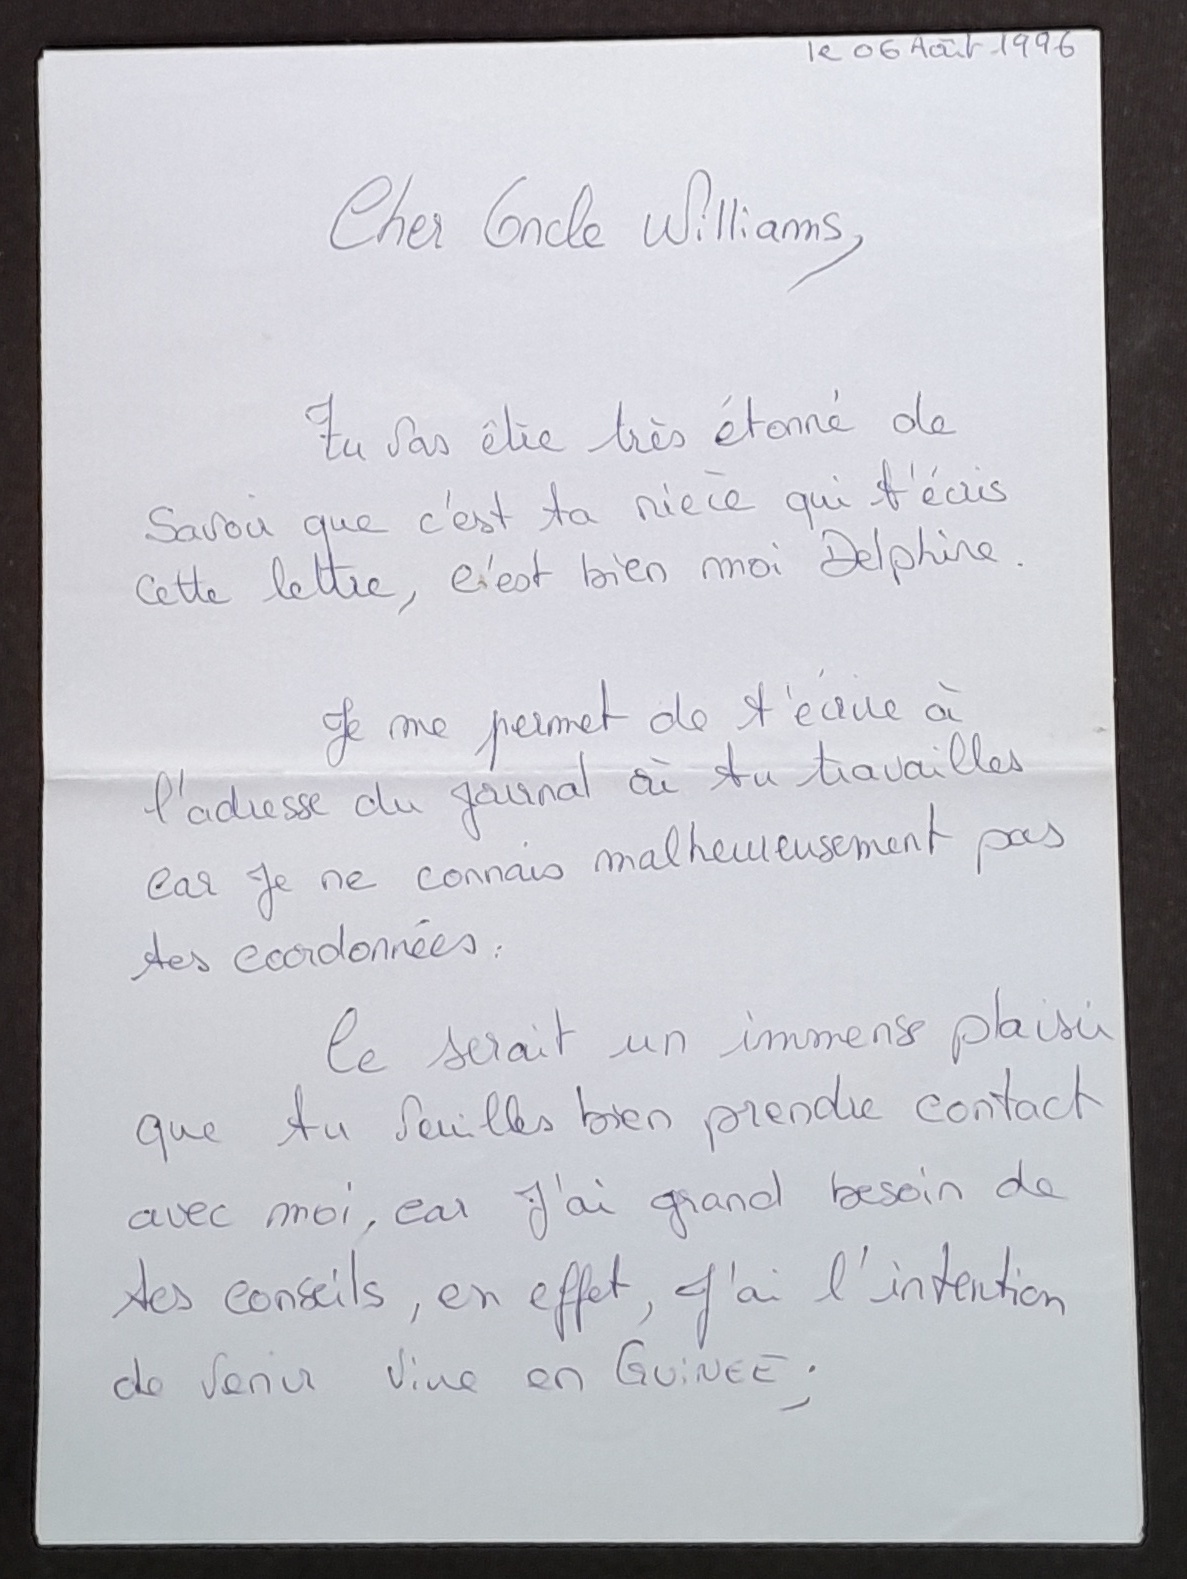 le 06 Août 1996
Cher Oncle Williams,
Tu vas être très étonné de
Savoir que c'est ta nièce qui t'écris
cette lettre, c'est bien moi Delphine.
Je me permet de t'écrire à
l'adresse du journal où tu travailles
car je ne connais malheureusement pas
tes coordonnées.
Ce serait un immense plaisir
que tu veuilles bien prendre contact
avec moi, car j'ai grand besoin de
tes conseils, en effet, j'ai l'intention
de venir vivre en GUINEE;